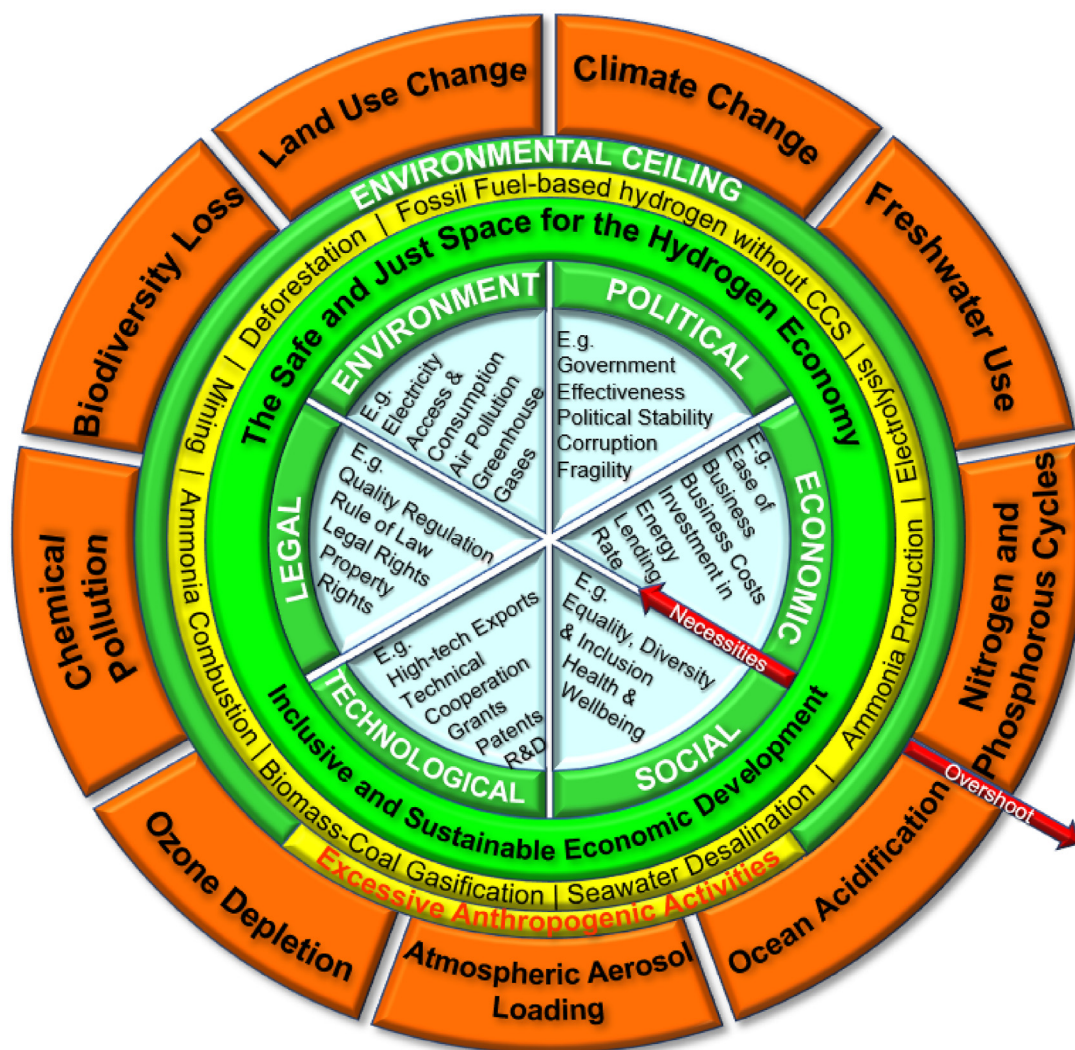 Climate Change
Freshwater Use
Nitrogen and
Phosphorous Cycles
Ocean Acidification
Atmospheric Aerosol
Loading
Ozone Depletion
Chemical
Pollution
Biodiversity Loss
Land Use Change
Overshoot
ENVIRONMENTAL CEILING
Mining | Deforestation | Fossil Fuel-based hydrogen without CCS | Electrolysis |
Ammonia Combustion | Biomass-Coal Gasification | Seawater Desalination | Ammonia Production |
Excessive Anthropogenic Activities
The Safe and Just Space for the Hydrogen Economy
Inclusive and Sustainable Economic Development
POLITICAL
E.g.
Government
Effectiveness
Political Stability
Corruption
Fragility
ECONOMIC
E.g.
Ease of
Business
Business Costs
Investment in
Energy
Lending
Rate
Necessities
SOCIAL
E.g.
Equality, Diversity
& Inclusion
Health &
Wellbeing
TECHNOLOGICAL
E.g.
High-tech Exports
Technical
Cooperation
Grants
Patents
R&D
LEGAL
E.g.
Quality Regulation
Rule of Law
Legal Rights
Property
Rights
ENVIRONMENT
E.g.
Electricity
Access &
Consumption
Air Pollution
Greenhouse
Gases